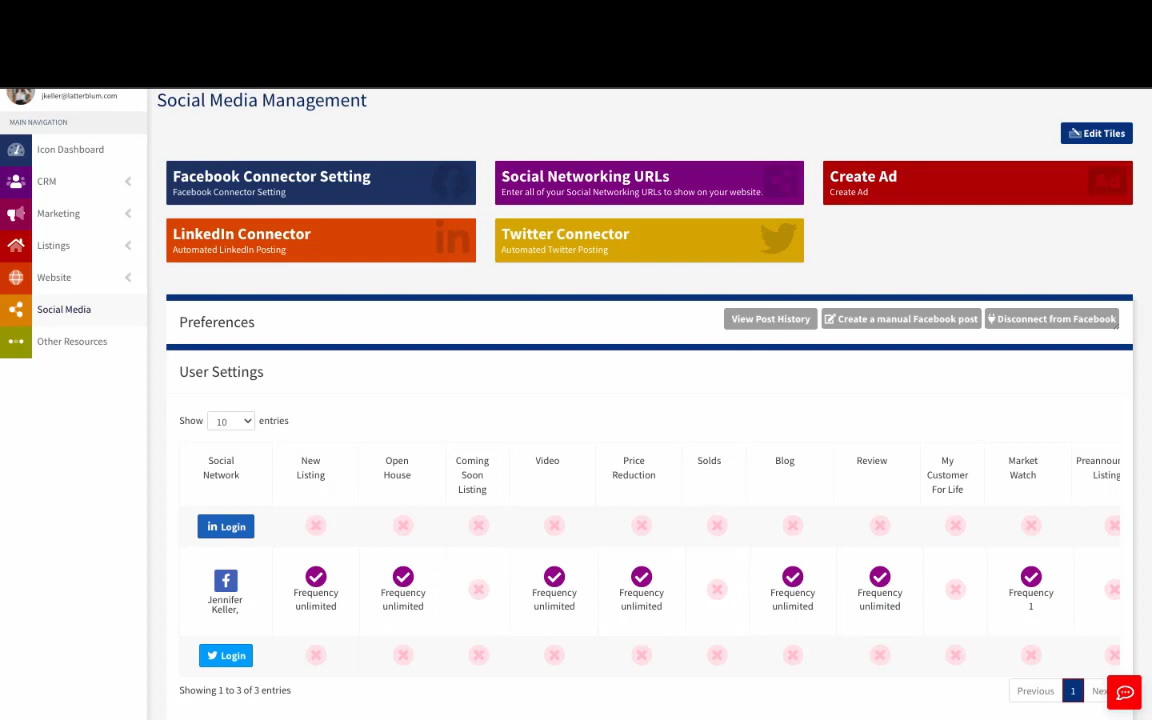 jkeller@latterblum.com
Social Media Management
MAIN NAVIGATION
Edit Tiles
Icon Dashboard
CRM
Marketing
Listings
Website
Social Media
Other Resources
Facebook Connector Setting
Facebook Connector Setting
Social Networking URLs
Enter all of your Social Networking URLs to show on your website.
Create Ad
Create Ad
Ad
LinkedIn Connector
Automated LinkedIn Posting
in
Twitter Connector
Automated Twitter Posting
Preferences
View Post History
Create a manual Facebook post
Disconnect from Facebook
User Settings
Show 10 entries
Social
Network
New
Listing
Open
House
Coming
Soon
Listing
Video
Price
Reduction
Solds
Blog
Review
My
Customer
For Life
Market
Watch
Preannour
Listing
in Login
f
Jennifer
Keller,
Frequency
unlimited
Frequency
unlimited
Frequency
unlimited
Frequency
unlimited
Frequency
unlimited
Frequency
unlimited
Frequency
1
Login
Showing 1 to 3 of 3 entries
Previous
1
Nex